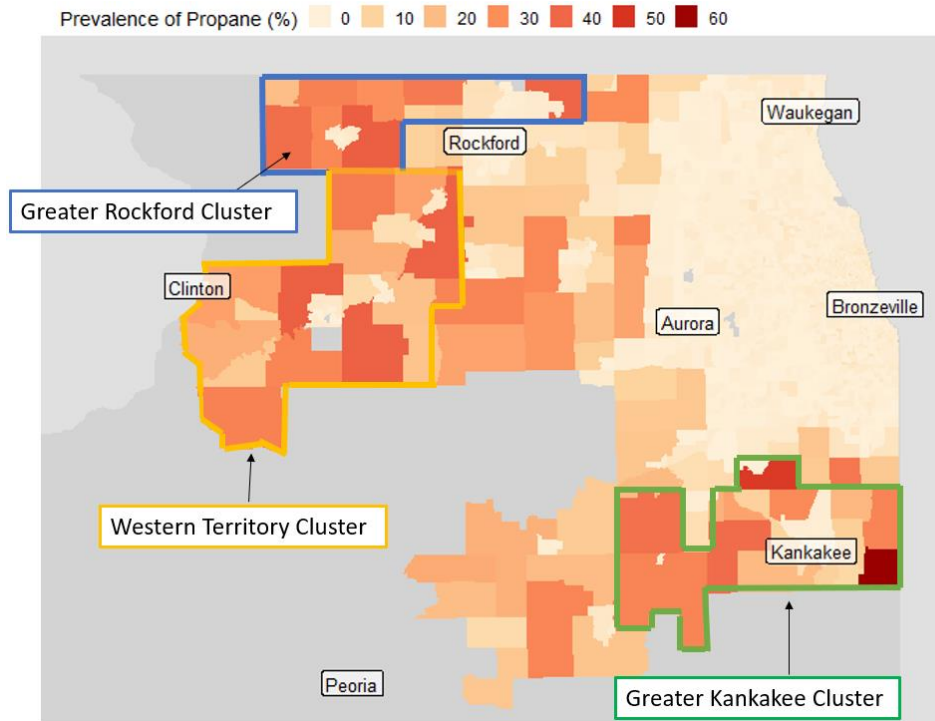 Prevalence of Propane (%) 0 10 20 30 40 50 60
Waukegan
Rockford
Greater Rockford Cluster
Clinton
Bronzeville
Aurora
Western Territory Cluster
Kankakee
Peoria
Greater Kankakee Cluster